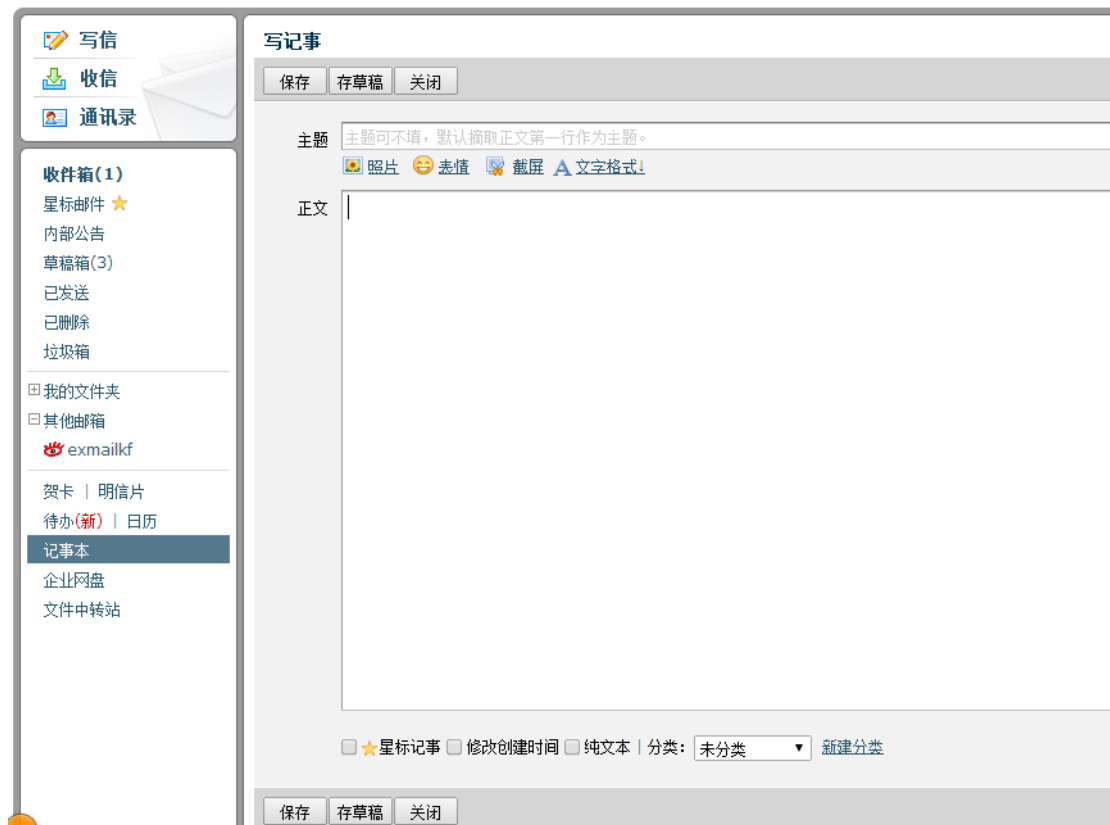 写信
收信
通讯录
收件箱(1)
星标邮件
内部公告
草稿箱(3)
已发送
已删除
垃圾箱
我的文件夹
其他邮箱
exmailkf
贺卡 | 明信片
待办(新) | 日历
记事本
企业网盘
文件中转站
写记事
保存 存草稿 关闭
主题 主题可不填，默认摘取正文第一行作为主题。
照片 表情 截屏 A 文字格式↓
正文
星标记事 修改创建时间 纯文本 | 分类： 未分类 新建分类
保存 存草稿 关闭